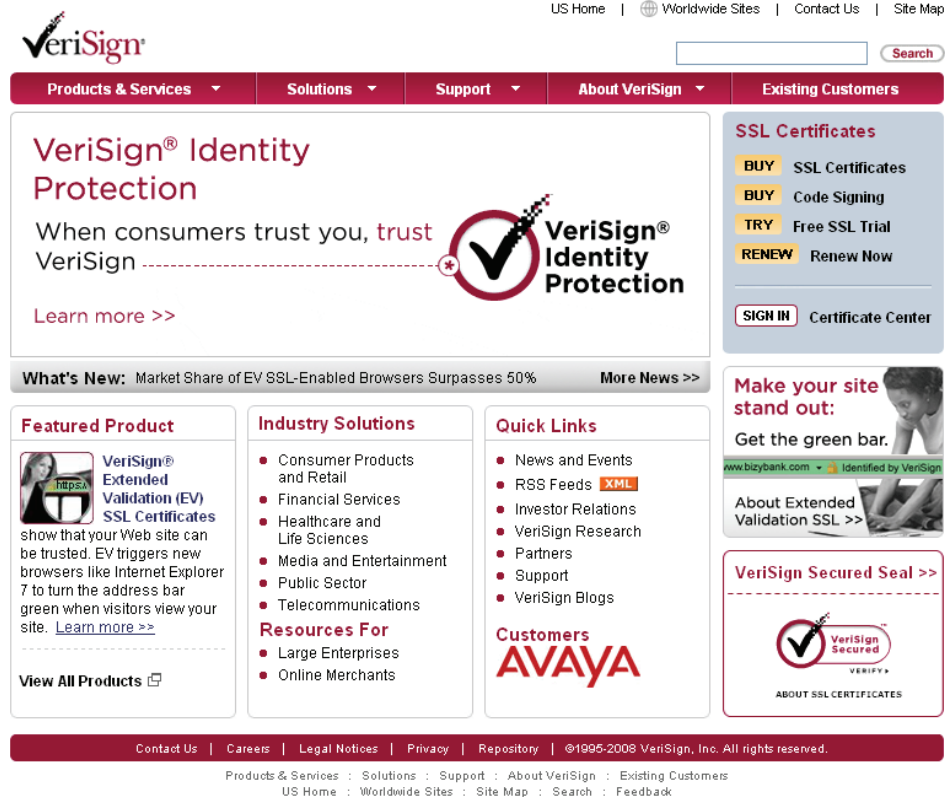 US Home | Worldwide Sites | Contact Us | Site Map
VeriSign®
Search
Products & Services Solutions Support About VeriSign Existing Customers
VeriSign® Identity
Protection
When consumers trust you, trust
VeriSign
Learn more >>
VeriSign®
Identity
Protection
SSL Certificates
BUY SSL Certificates
BUY Code Signing
TRY Free SSL Trial
RENEW Renew Now
SIGN IN Certificate Center
What's New: Market Share of EV SSL-Enabled Browsers Surpasses 50% More News >>
Make your site
stand out:
Get the green bar.
www.bizybank.com Identified by VeriSign
About Extended
Validation SSL >>
Featured Product
https:/
VeriSign®
Extended
Validation (EV)
SSL Certificates
show that your Web site can
be trusted. EV triggers new
browsers like Internet Explorer
7 to turn the address bar
green when visitors view your
site. Learn more >>
View All Products
Industry Solutions
Consumer Products
and Retail
Financial Services
Healthcare and
Life Sciences
Media and Entertainment
Public Sector
Telecommunications
Resources For
Large Enterprises
Online Merchants
Quick Links
News and Events
RSS Feeds XML
Investor Relations
VeriSign Research
Partners
Support
VeriSign Blogs
Customers
AVAYA
VeriSign Secured Seal >>
VeriSign™
Secured
VERIFY
ABOUT SSL CERTIFICATES
Contact Us | Careers | Legal Notices | Privacy | Repository | ©1995-2008 VeriSign, Inc. All rights reserved.
Products & Services : Solutions : Support : About VeriSign : Existing Customers
US Home : Worldwide Sites : Site Map : Search : Feedback